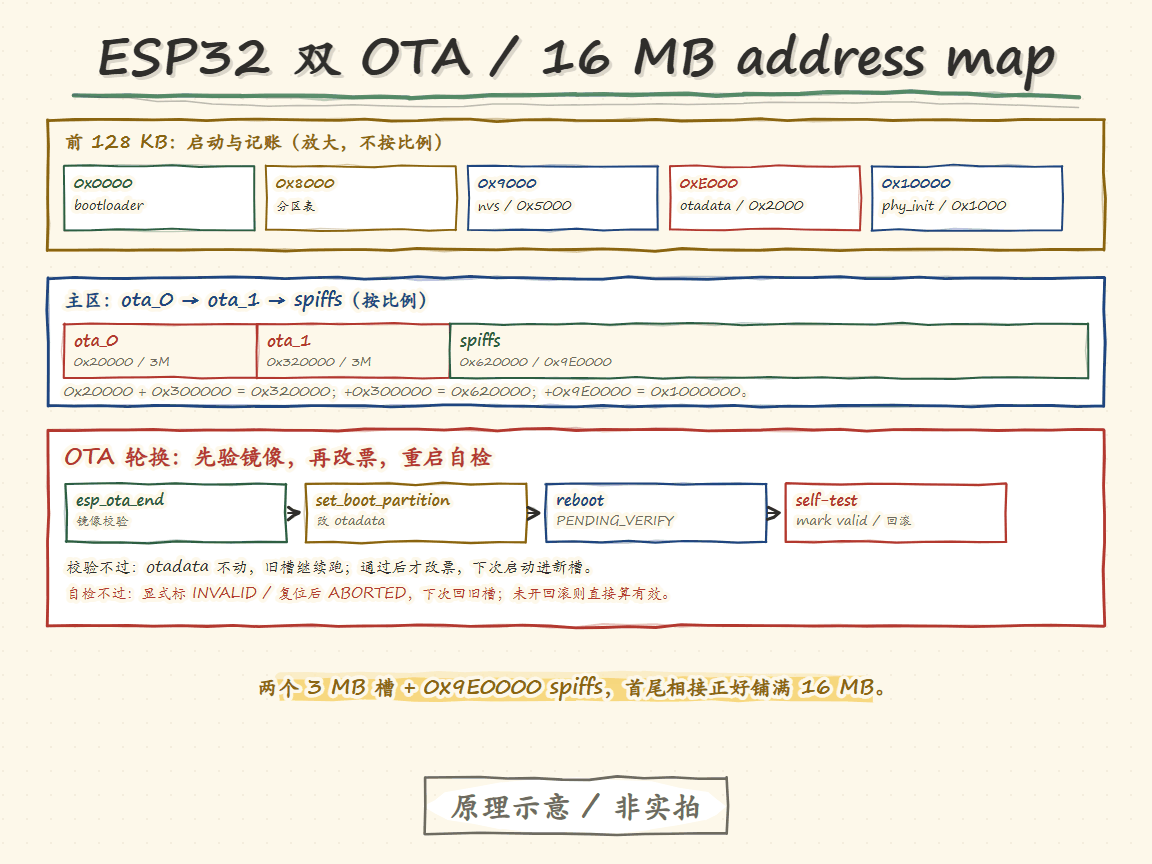 ESP32 双 OTA / 16 MB address map
前 128 KB：启动与记账（放大，不按比例）
0x0000
bootloader
0x8000
分区表
0x9000
nvs / 0x5000
0xE000
otadata / 0x2000
0x10000
phy_init / 0x1000
主区：ota_0 → ota_1 → spiffs（按比例）
ota_0
0x20000 / 3M
ota_1
0x320000 / 3M
spiffs
0x620000 / 0x9E0000
0x20000 + 0x300000 = 0x320000；+0x300000 = 0x620000；+0x9E0000 = 0x1000000。
OTA 轮换：先验镜像，再改票，重启自检
esp_ota_end
镜像校验
set_boot_partition
改 otadata
reboot
PENDING_VERIFY
self-test
mark valid / 回滚
校验不过：otadata 不动，旧槽继续跑；通过后才改票，下次启动进新槽。
自检不过：显式标 INVALID / 复位后 ABORTED，下次回旧槽；未开回滚则直接算有效。
两个 3 MB 槽 + 0x9E0000 spiffs，首尾相接正好铺满 16 MB。
原理示意 / 非实拍